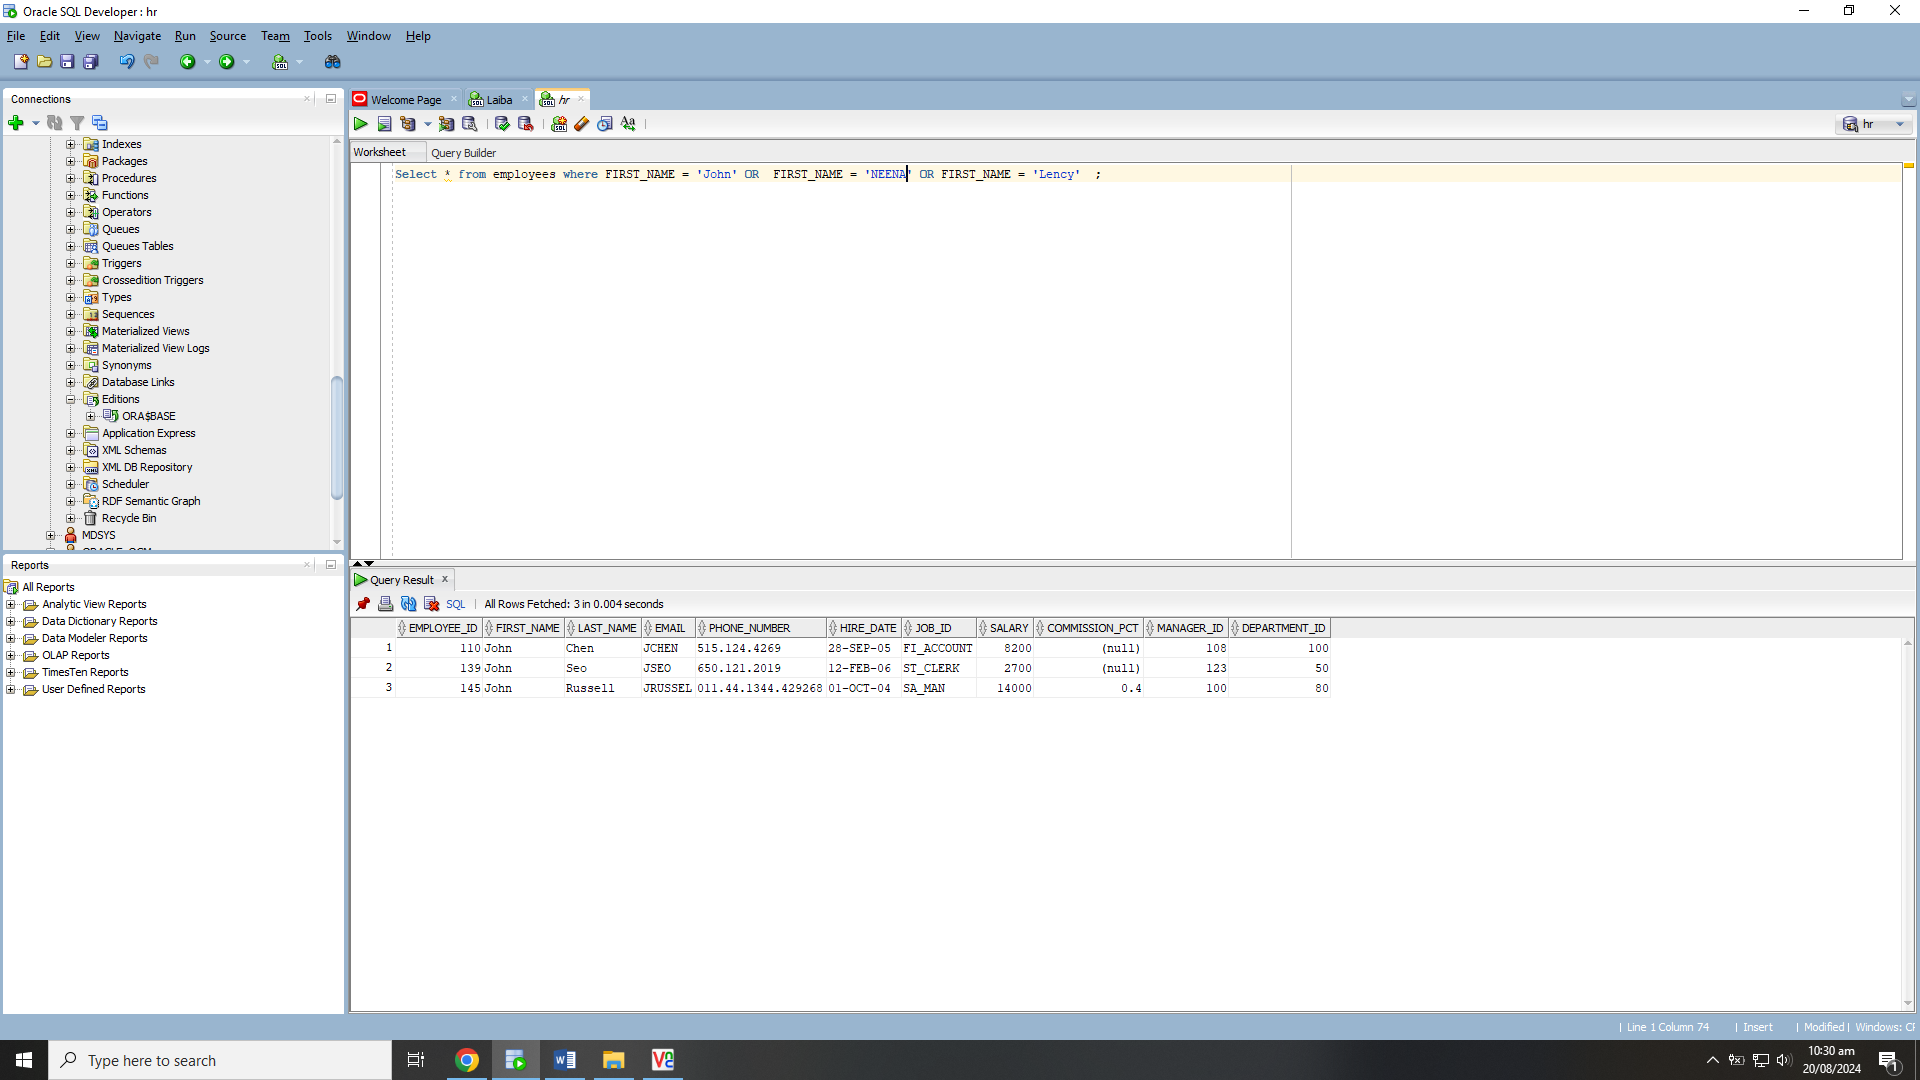 Oracle SQL Developer : hr
File Edit View Navigate Run Source Team Tools Window Help
Connections
Indexes
Packages
Procedures
Functions
Operators
Queues
Queues Tables
Triggers
Crossedition Triggers
Types
Sequences
Materialized Views
Materialized View Logs
Synonyms
Database Links
Editions
ORA$BASE
Application Express
XML Schemas
XML DB Repository
Scheduler
RDF Semantic Graph
Recycle Bin
MDSYS
Reports
All Reports
Analytic View Reports
Data Dictionary Reports
Data Modeler Reports
OLAP Reports
TimesTen Reports
User Defined Reports
Welcome Page Laiba hr
hr
Worksheet Query Builder
Select * from employees where FIRST_NAME = 'John' OR  FIRST_NAME = 'NEENA' OR FIRST_NAME = 'Lency'  ;
Query Result
SQL | All Rows Fetched: 3 in 0.004 seconds
EMPLOYEE_ID FIRST_NAME LAST_NAME EMAIL PHONE_NUMBER HIRE_DATE JOB_ID SALARY COMMISSION_PCT MANAGER_ID DEPARTMENT_ID
1 110 John Chen JCHEN 515.124.4269 28-SEP-05 FI_ACCOUNT 8200 (null) 108 100
2 139 John Seo JSEO 650.121.2019 12-FEB-06 ST_CLERK 2700 (null) 123 50
3 145 John Russell JRUSSEL 011.44.1344.429268 01-OCT-04 SA_MAN 14000 0.4 100 80
| Line 1 Column 74 | Insert | Modified | Windows: CF
Type here to search
10:30 am
20/08/2024
1